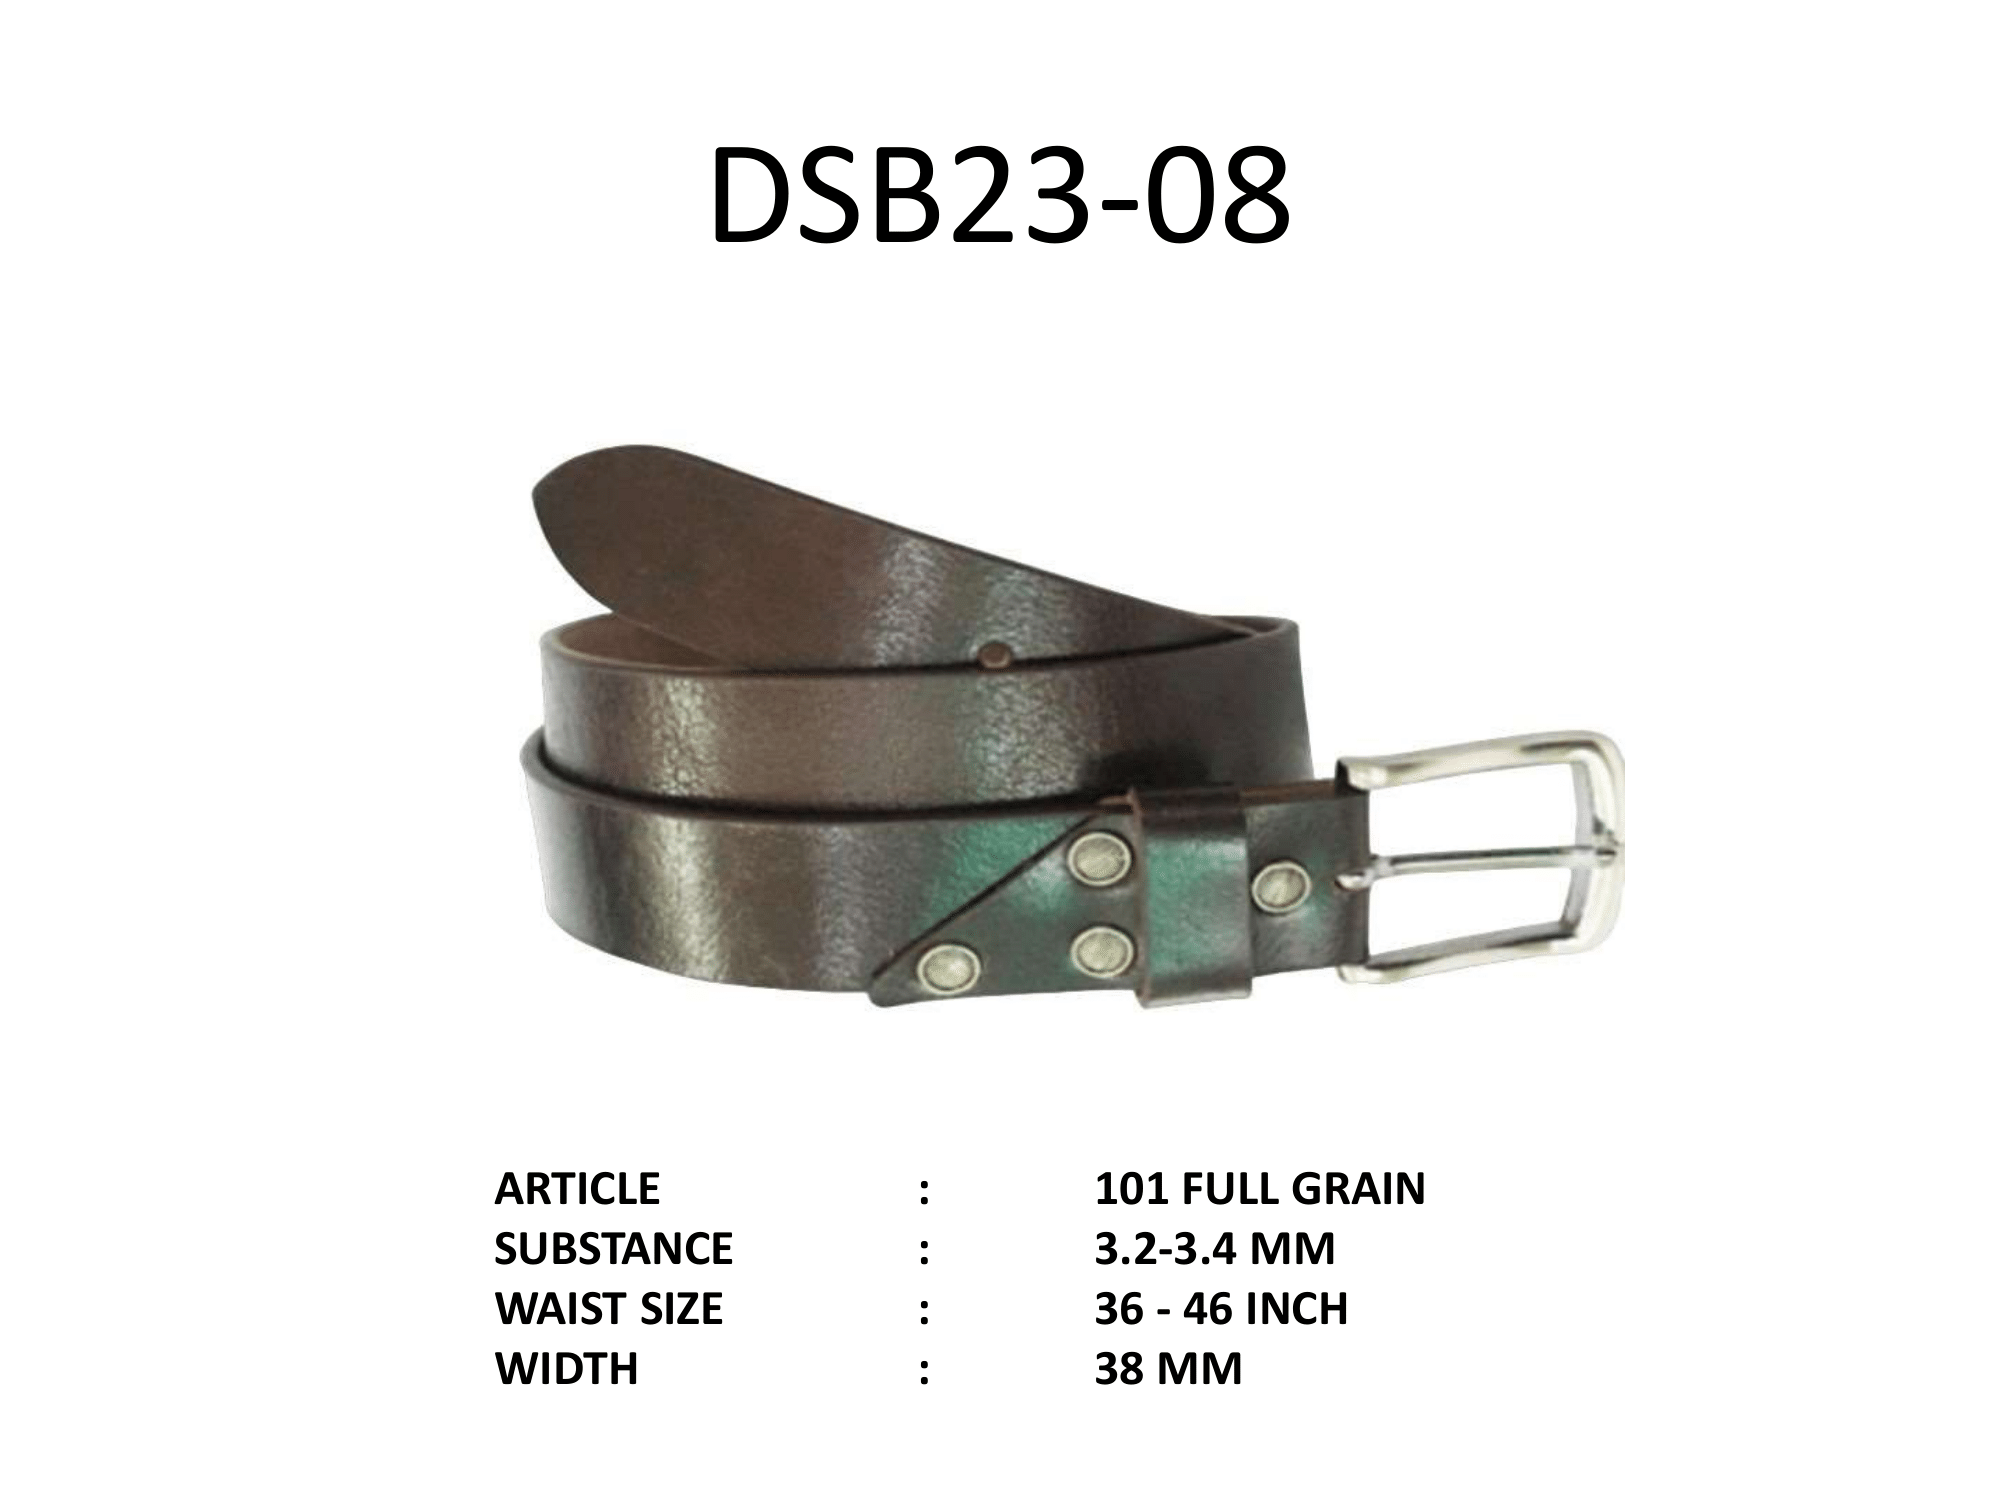 DSB23-08
ARTICLE : 101 FULL GRAIN
SUBSTANCE : 3.2-3.4 MM
WAIST SIZE : 36 - 46 INCH
WIDTH : 38 MM